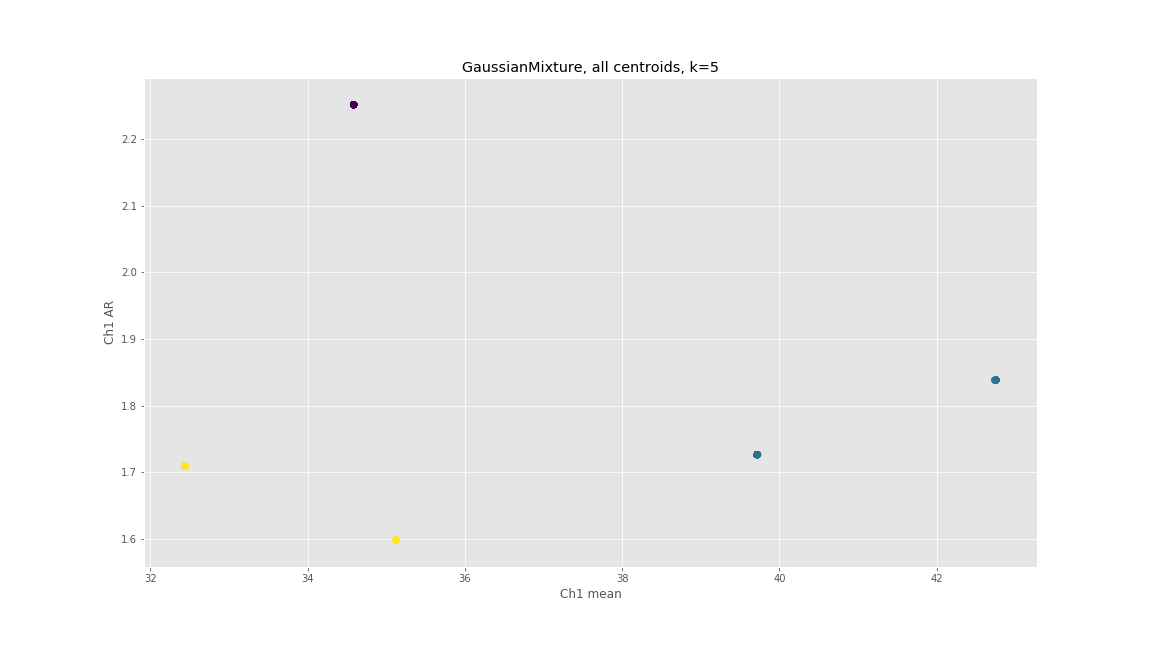 GaussianMixture, all centroids, k=5
2.2
2.1
2.0
1.9
1.8
1.7
1.6
Ch1 AR
32 34 36 38 40 42
Ch1 mean